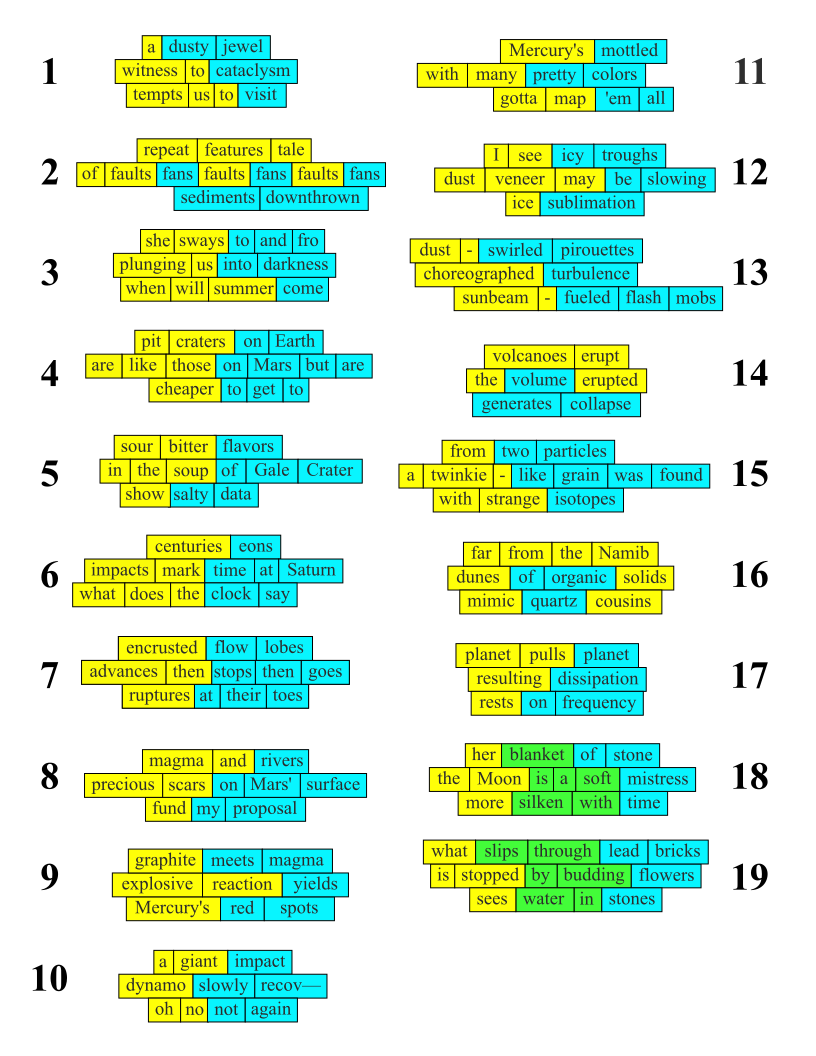 1
a dusty jewel
witness to cataclysm
tempts us to visit
2
repeat features tale
of faults fans faults fans faults fans
sediments downthrown
3
she sways to and fro
plunging us into darkness
when will summer come
4
pit craters on Earth
are like those on Mars but are
cheaper to get to
5
sour bitter flavors
in the soup of Gale Crater
show salty data
6
centuries eons
impacts mark time at Saturn
what does the clock say
7
encrusted flow lobes
advances then stops then goes
ruptures at their toes
8
magma and rivers
precious scars on Mars' surface
fund my proposal
9
graphite meets magma
explosive reaction yields
Mercury's red spots
10
a giant impact
dynamo slowly recov—
oh no not again
11
Mercury's mottled
with many pretty colors
gotta map 'em all
12
I see icy troughs
dust veneer may be slowing
ice sublimation
13
dust - swirled pirouettes
choreographed turbulence
sunbeam - fueled flash mobs
14
volcanoes erupt
the volume erupted
generates collapse
15
from two particles
a twinkie - like grain was found
with strange isotopes
16
far from the Namib
dunes of organic solids
mimic quartz cousins
17
planet pulls planet
resulting dissipation
rests on frequency
18
her blanket of stone
the Moon is a soft mistress
more silken with time
19
what slips through lead bricks
is stopped by budding flowers
sees water in stones